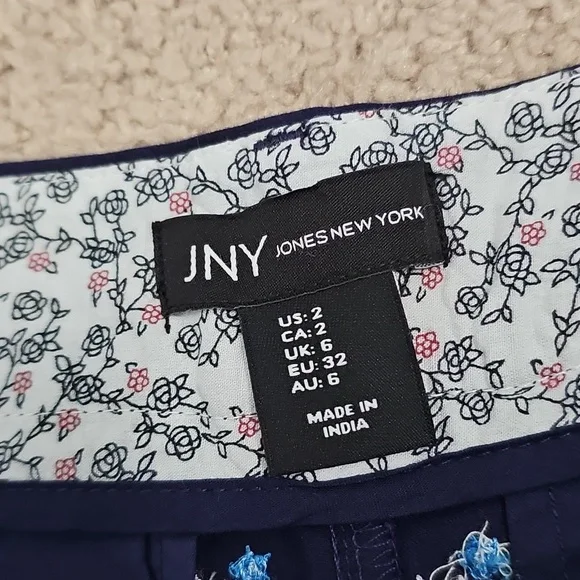 JNY JONES NEW YORK
US: 2
CA: 2
UK: 6
EU: 32
AU: 6
MADE IN
INDIA